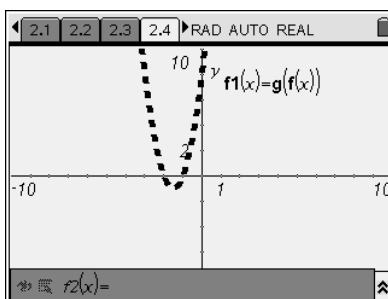 2.1 2.2 2.3 2.4 RAD AUTO REAL
10 y
f1(x)=g(f(x))
2
-10 1 10
f2(x)=